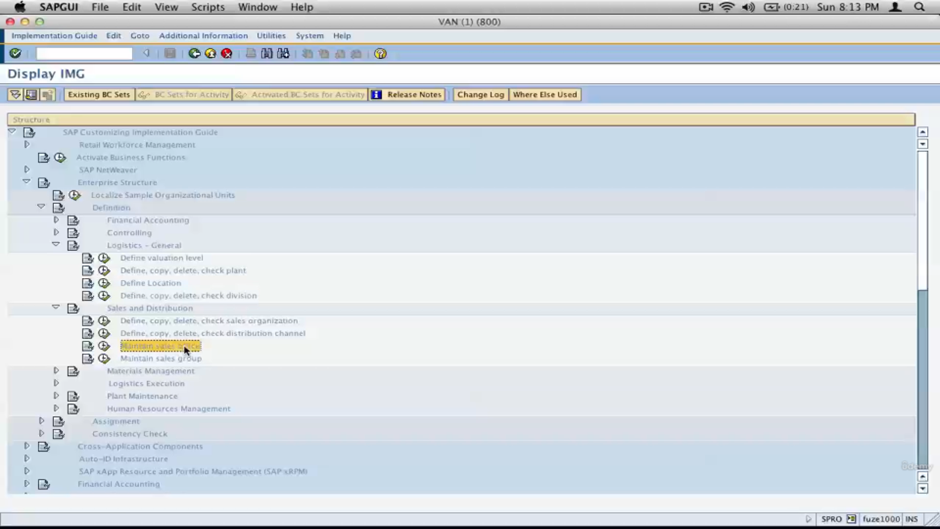 SAPGUI File Edit View Scripts Window Help (0:21) Sun 8:13 PM
VAN (1) (800)
Implementation Guide Edit Goto Additional Information Utilities System Help
Display IMG
Existing BC Sets BC Sets for Activity Activated BC Sets for Activity Release Notes Change Log Where Else Used
Structure
SAP Customizing Implementation Guide
Retail Workforce Management
Activate Business Functions
SAP NetWeaver
Enterprise Structure
Localize Sample Organizational Units
Definition
Financial Accounting
Controlling
Logistics - General
Define valuation level
Define, copy, delete, check plant
Define Location
Define, copy, delete, check division
Sales and Distribution
Define, copy, delete, check sales organization
Define, copy, delete, check distribution channel
Maintain sales office
Maintain sales group
Materials Management
Logistics Execution
Plant Maintenance
Human Resources Management
Assignment
Consistency Check
Cross-Application Components
Auto-ID Infrastructure
SAP xApp Resource and Portfolio Management (SAP xRPM)
Financial Accounting
Udemy
SPRO fuze1000 INS